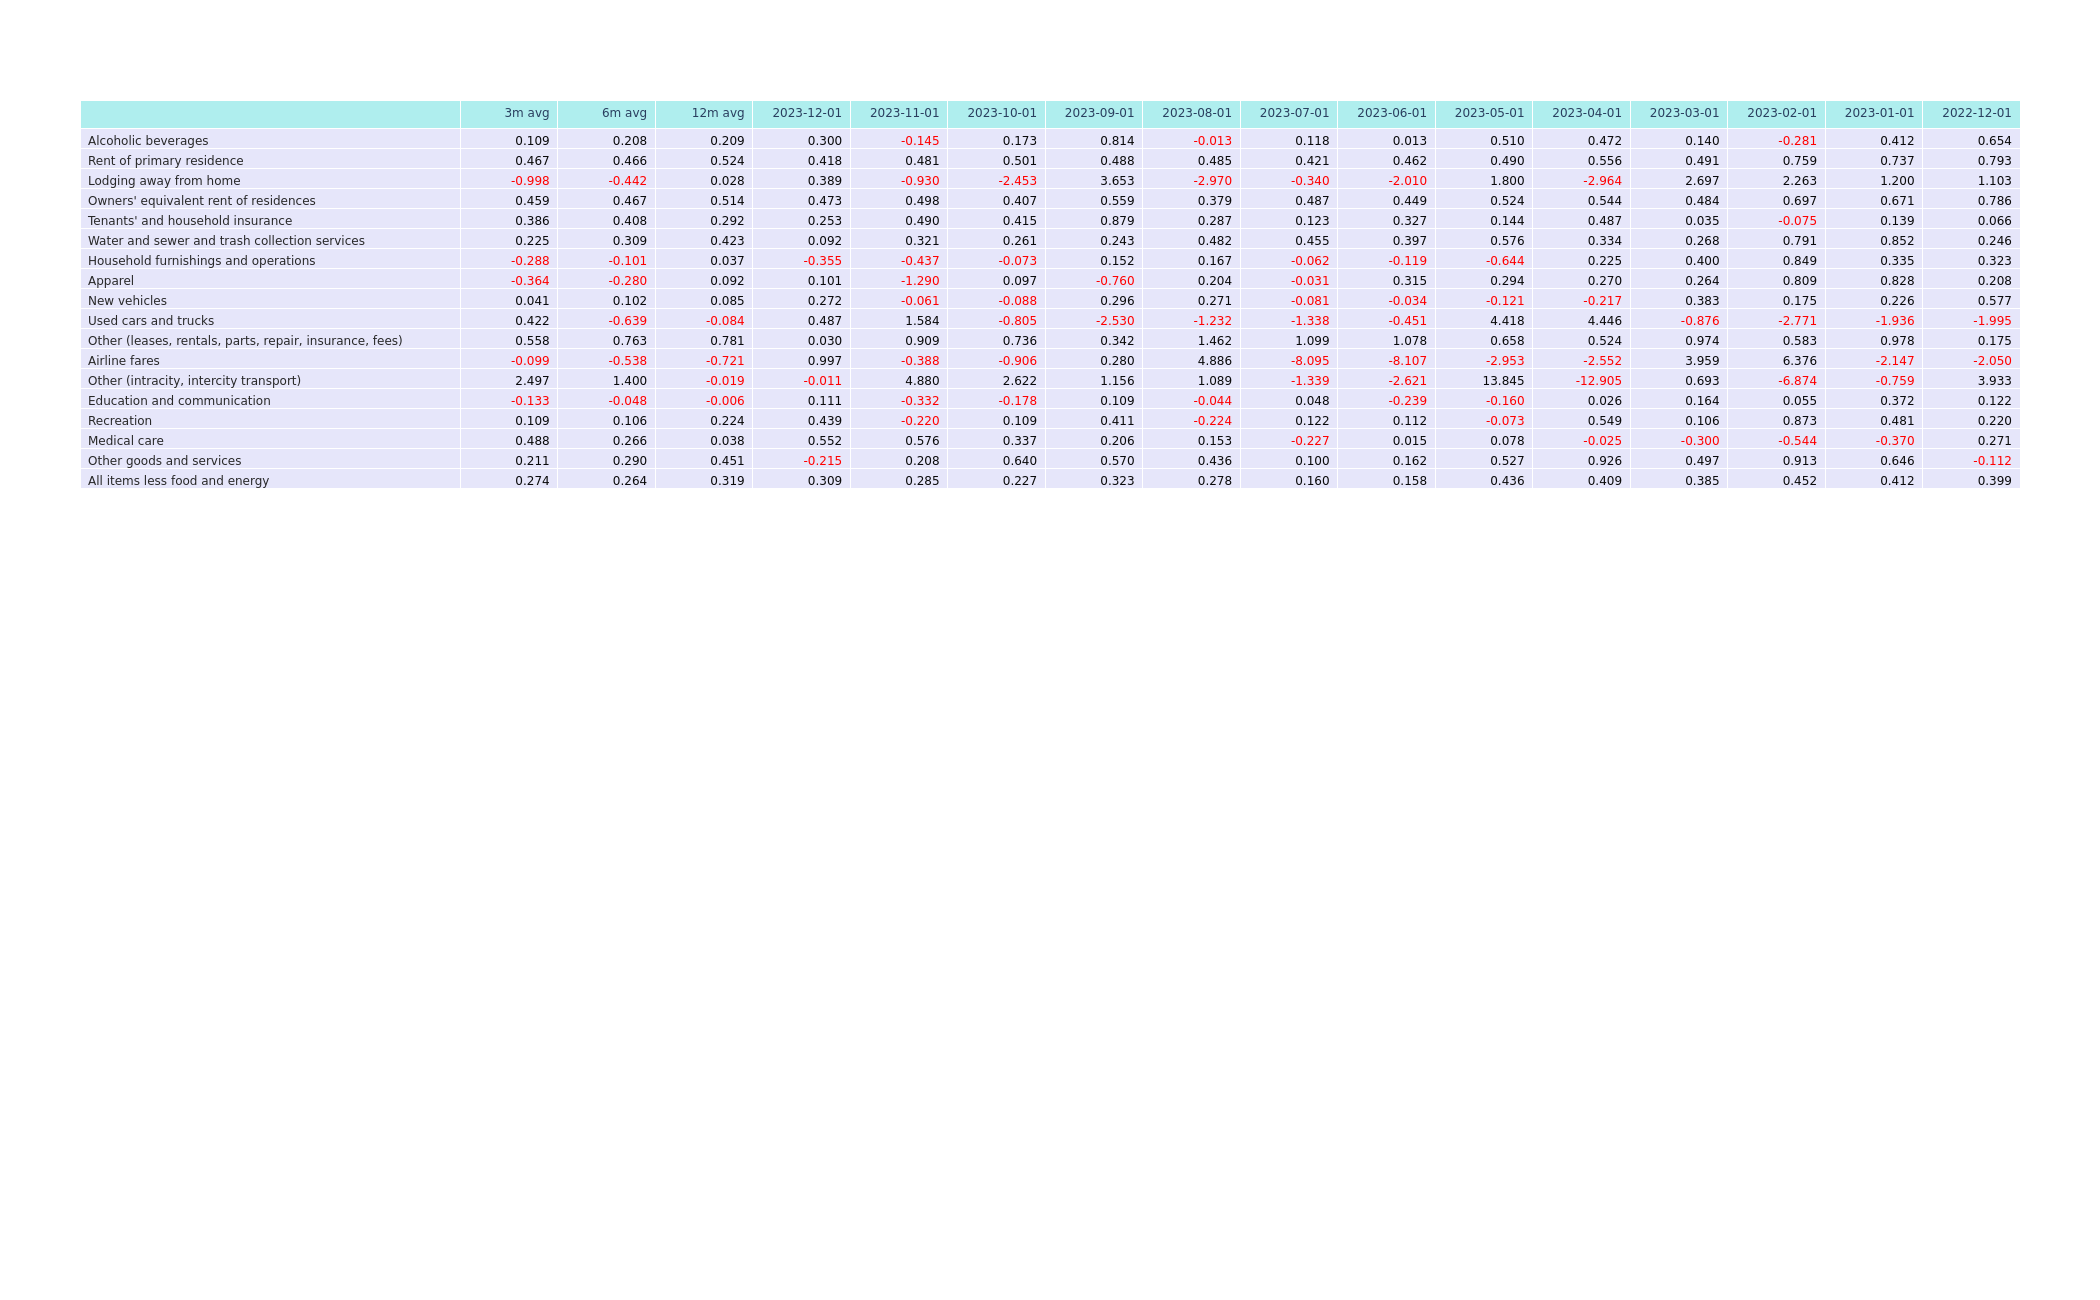 3m avg 6m avg 12m avg 2023-12-01 2023-11-01 2023-10-01 2023-09-01 2023-08-01 2023-07-01 2023-06-01 2023-05-01 2023-04-01 2023-03-01 2023-02-01 2023-01-01 2022-12-01
Alcoholic beverages 0.109 0.208 0.209 0.300 -0.145 0.173 0.814 -0.013 0.118 0.013 0.510 0.472 0.140 -0.281 0.412 0.654
Rent of primary residence 0.467 0.466 0.524 0.418 0.481 0.501 0.488 0.485 0.421 0.462 0.490 0.556 0.491 0.759 0.737 0.793
Lodging away from home -0.998 -0.442 0.028 0.389 -0.930 -2.453 3.653 -2.970 -0.340 -2.010 1.800 -2.964 2.697 2.263 1.200 1.103
Owners' equivalent rent of residences 0.459 0.467 0.514 0.473 0.498 0.407 0.559 0.379 0.487 0.449 0.524 0.544 0.484 0.697 0.671 0.786
Tenants' and household insurance 0.386 0.408 0.292 0.253 0.490 0.415 0.879 0.287 0.123 0.327 0.144 0.487 0.035 -0.075 0.139 0.066
Water and sewer and trash collection services 0.225 0.309 0.423 0.092 0.321 0.261 0.243 0.482 0.455 0.397 0.576 0.334 0.268 0.791 0.852 0.246
Household furnishings and operations -0.288 -0.101 0.037 -0.355 -0.437 -0.073 0.152 0.167 -0.062 -0.119 -0.644 0.225 0.400 0.849 0.335 0.323
Apparel -0.364 -0.280 0.092 0.101 -1.290 0.097 -0.760 0.204 -0.031 0.315 0.294 0.270 0.264 0.809 0.828 0.208
New vehicles 0.041 0.102 0.085 0.272 -0.061 -0.088 0.296 0.271 -0.081 -0.034 -0.121 -0.217 0.383 0.175 0.226 0.577
Used cars and trucks 0.422 -0.639 -0.084 0.487 1.584 -0.805 -2.530 -1.232 -1.338 -0.451 4.418 4.446 -0.876 -2.771 -1.936 -1.995
Other (leases, rentals, parts, repair, insurance, fees) 0.558 0.763 0.781 0.030 0.909 0.736 0.342 1.462 1.099 1.078 0.658 0.524 0.974 0.583 0.978 0.175
Airline fares -0.099 -0.538 -0.721 0.997 -0.388 -0.906 0.280 4.886 -8.095 -8.107 -2.953 -2.552 3.959 6.376 -2.147 -2.050
Other (intracity, intercity transport) 2.497 1.400 -0.019 -0.011 4.880 2.622 1.156 1.089 -1.339 -2.621 13.845 -12.905 0.693 -6.874 -0.759 3.933
Education and communication -0.133 -0.048 -0.006 0.111 -0.332 -0.178 0.109 -0.044 0.048 -0.239 -0.160 0.026 0.164 0.055 0.372 0.122
Recreation 0.109 0.106 0.224 0.439 -0.220 0.109 0.411 -0.224 0.122 0.112 -0.073 0.549 0.106 0.873 0.481 0.220
Medical care 0.488 0.266 0.038 0.552 0.576 0.337 0.206 0.153 -0.227 0.015 0.078 -0.025 -0.300 -0.544 -0.370 0.271
Other goods and services 0.211 0.290 0.451 -0.215 0.208 0.640 0.570 0.436 0.100 0.162 0.527 0.926 0.497 0.913 0.646 -0.112
All items less food and energy 0.274 0.264 0.319 0.309 0.285 0.227 0.323 0.278 0.160 0.158 0.436 0.409 0.385 0.452 0.412 0.399